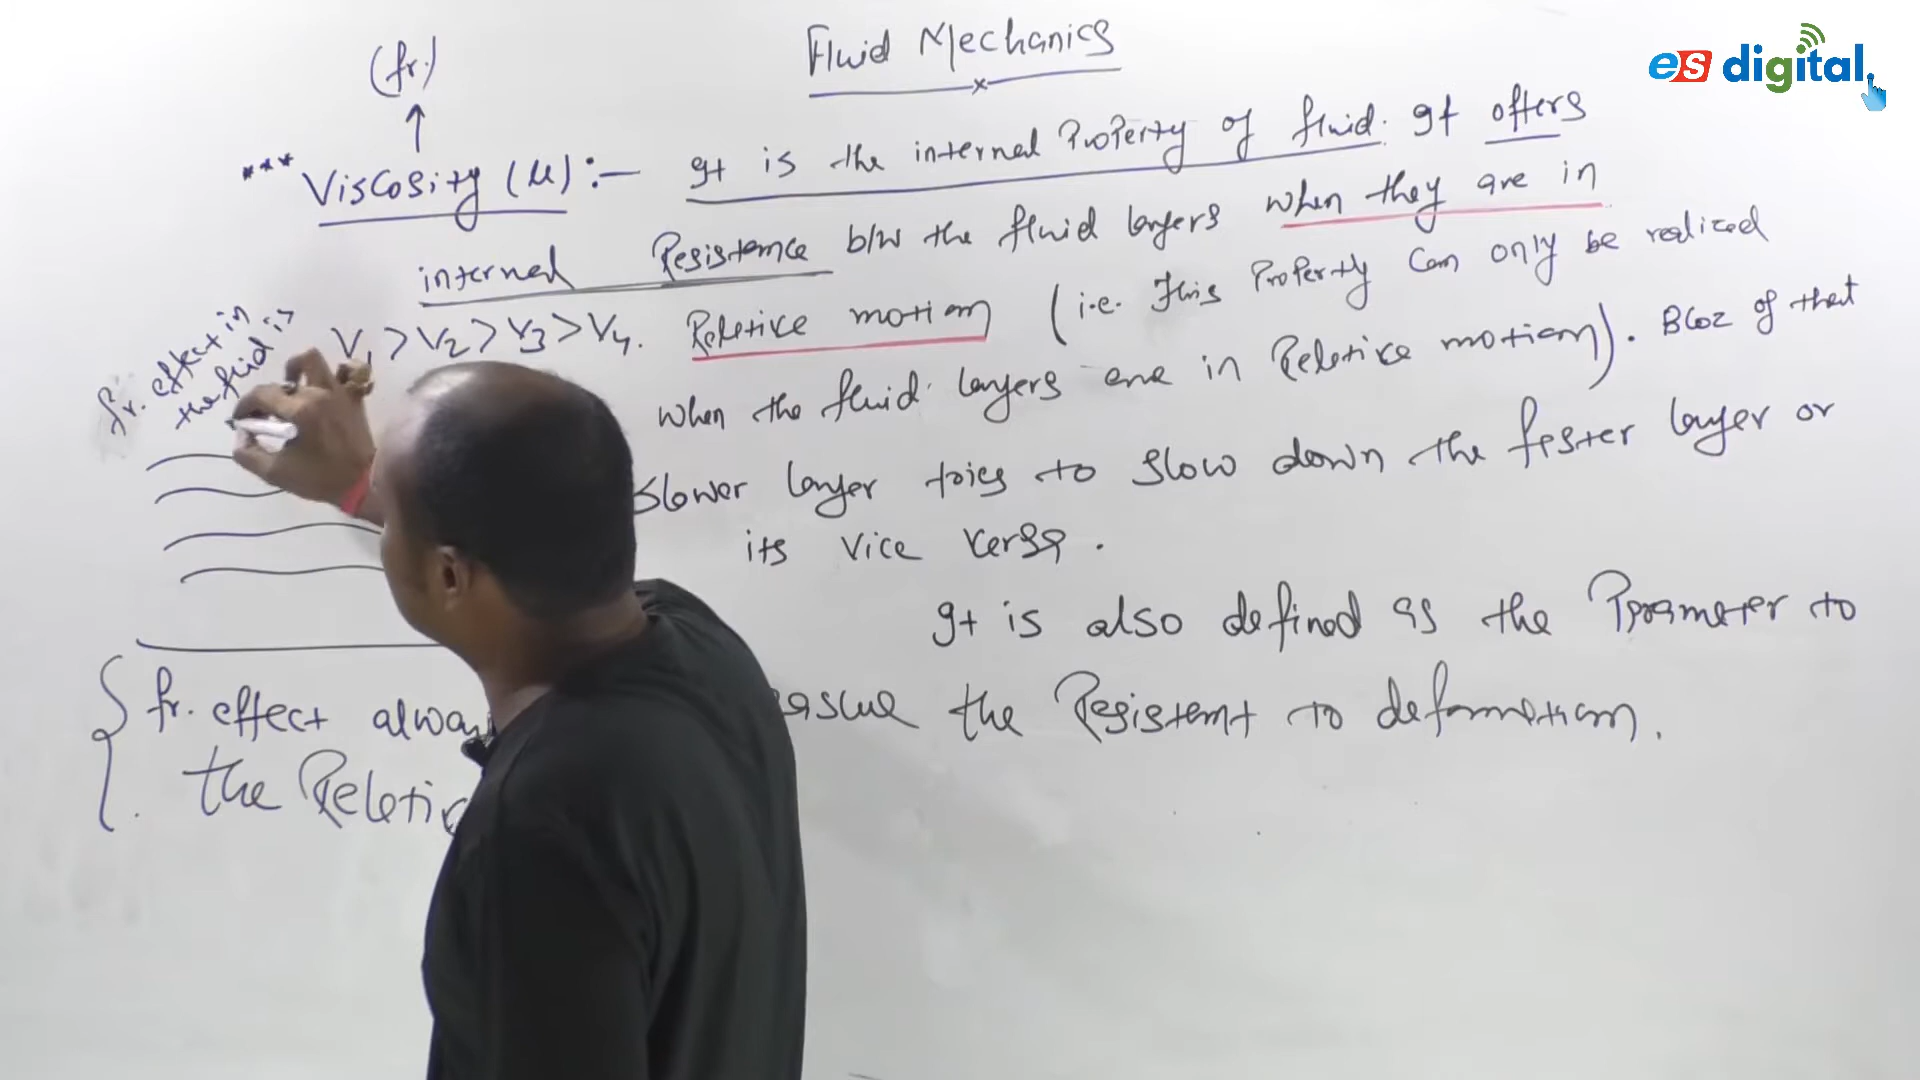 Fluid Mechanics
es digital
(fr.)
*** Viscosity (μ) :- It is the internal Property of fluid. It offers
internal Resistance b/w the fluid layers when they are in
V1 > V2 > V3 > V4. Reletive motion (i.e. This Property Can only be realized
when the fluid layers are in Reletive motion). Bcoz of that
Slower layer tries to slow down the faster layer or
its vice versa.
It is also defined as the Parameter to
the Resistant to deformation.
fr. effect in
the fluid is
fr. effect
the